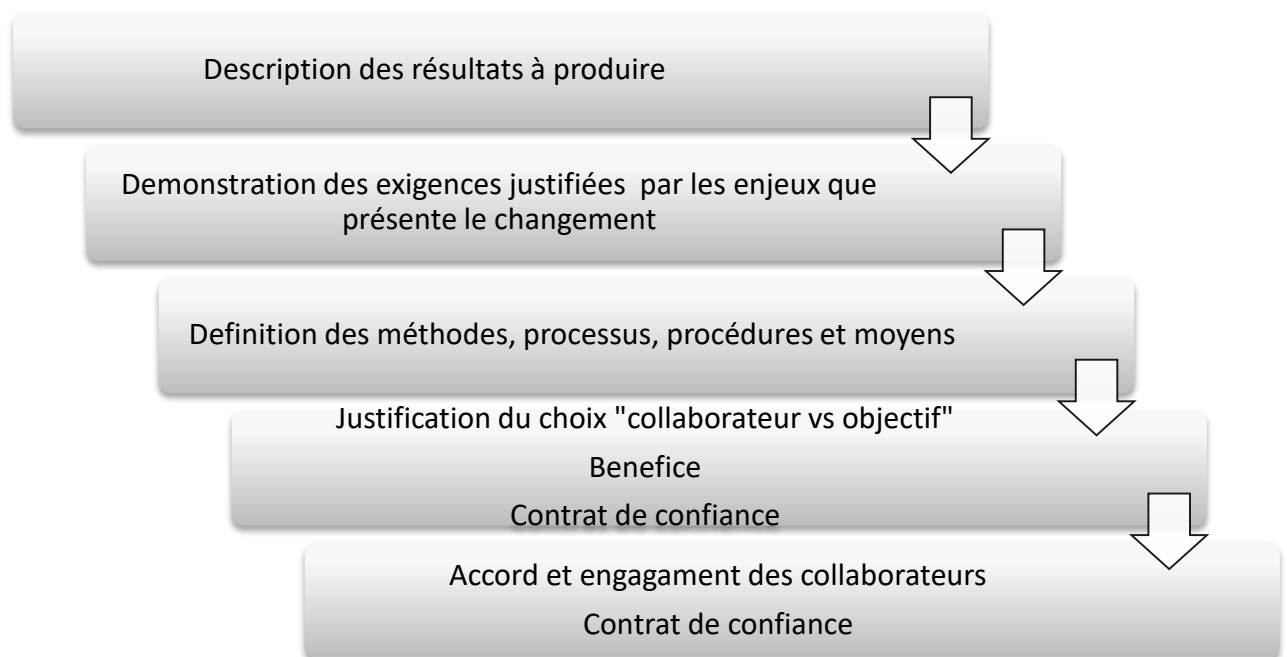 Description des résultats à produire
Demonstration des exigences justifiées  par les enjeux que
présente le changement
Definition des méthodes, processus, procédures et moyens
Justification du choix "collaborateur vs objectif"
Benefice
Contrat de confiance
Accord et engagament des collaborateurs
Contrat de confiance